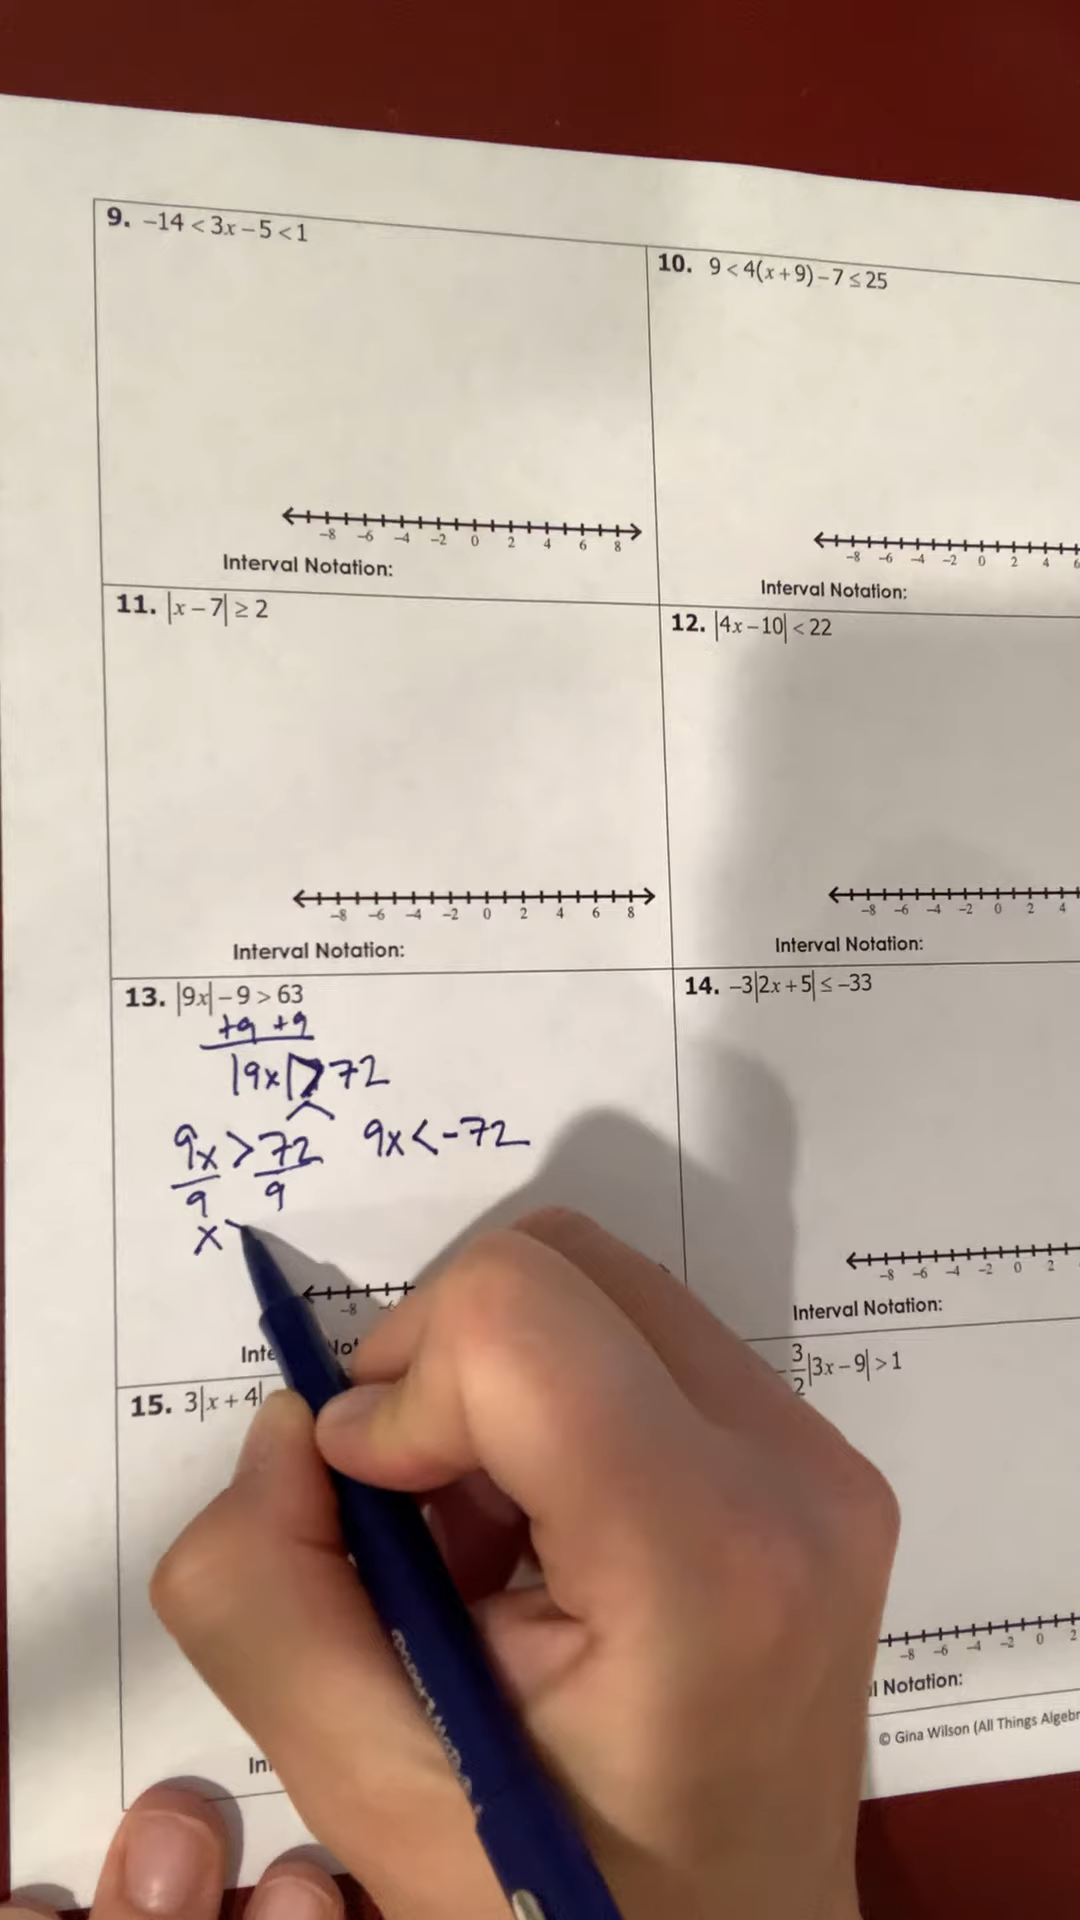 9. −14 < 3x − 5 < 1
10. 9 < 4(x + 9) − 7 ≤ 25
−8 −6 −4 −2 0 2 4 6 8
Interval Notation:
−8 −6 −4 −2 0 2 4 6
Interval Notation:
11. |x − 7| ≥ 2
12. |4x − 10| < 22
−8 −6 −4 −2 0 2 4 6 8
Interval Notation:
−8 −6 −4 −2 0 2 4
Interval Notation:
13. |9x| − 9 > 63
+9 +9
|9x| > 72
9x > 72 9x < -72
9 9
x
−8
14. −3|2x + 5| ≤ −33
−8 −6 −4 −2 0 2
Interval Notation:
15. 3|x + 4|
3/2|3x − 9| > 1
−8 −6 −4 −2 0 2
Notation:
© Gina Wilson (All Things